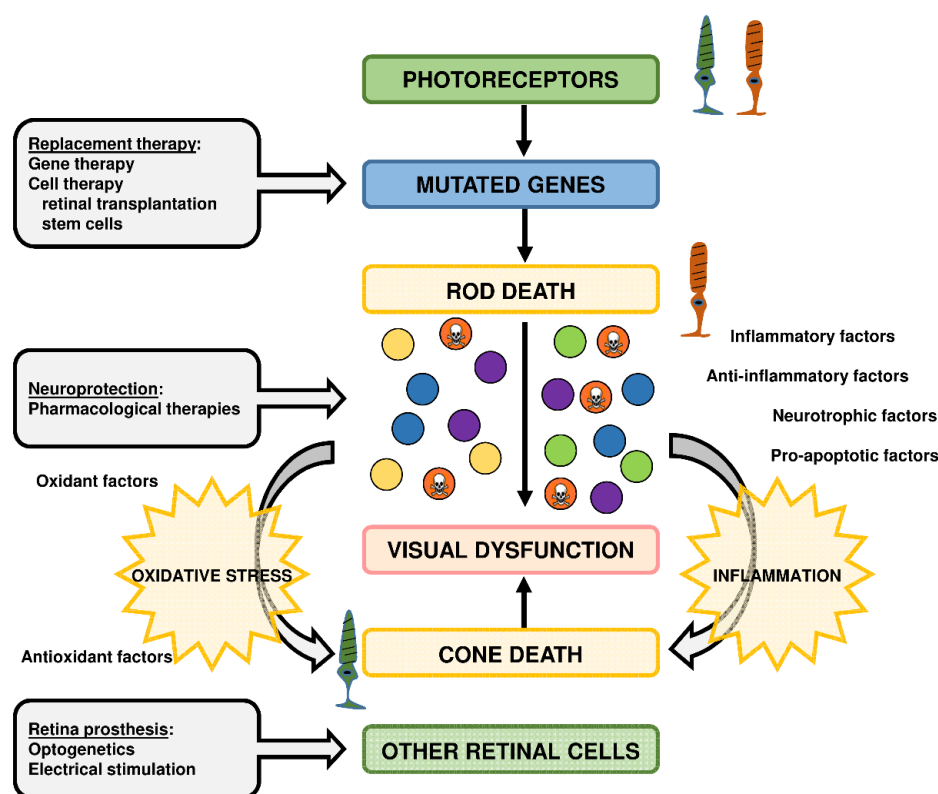 PHOTORECEPTORS
Replacement therapy:
Gene therapy
Cell therapy
retinal transplantation
stem cells
MUTATED GENES
ROD DEATH
Inflammatory factors
Anti-inflammatory factors
Neurotrophic factors
Pro-apoptotic factors
Neuroprotection:
Pharmacological therapies
Oxidant factors
OXIDATIVE STRESS
VISUAL DYSFUNCTION
INFLAMMATION
Antioxidant factors
CONE DEATH
Retina prosthesis:
Optogenetics
Electrical stimulation
OTHER RETINAL CELLS